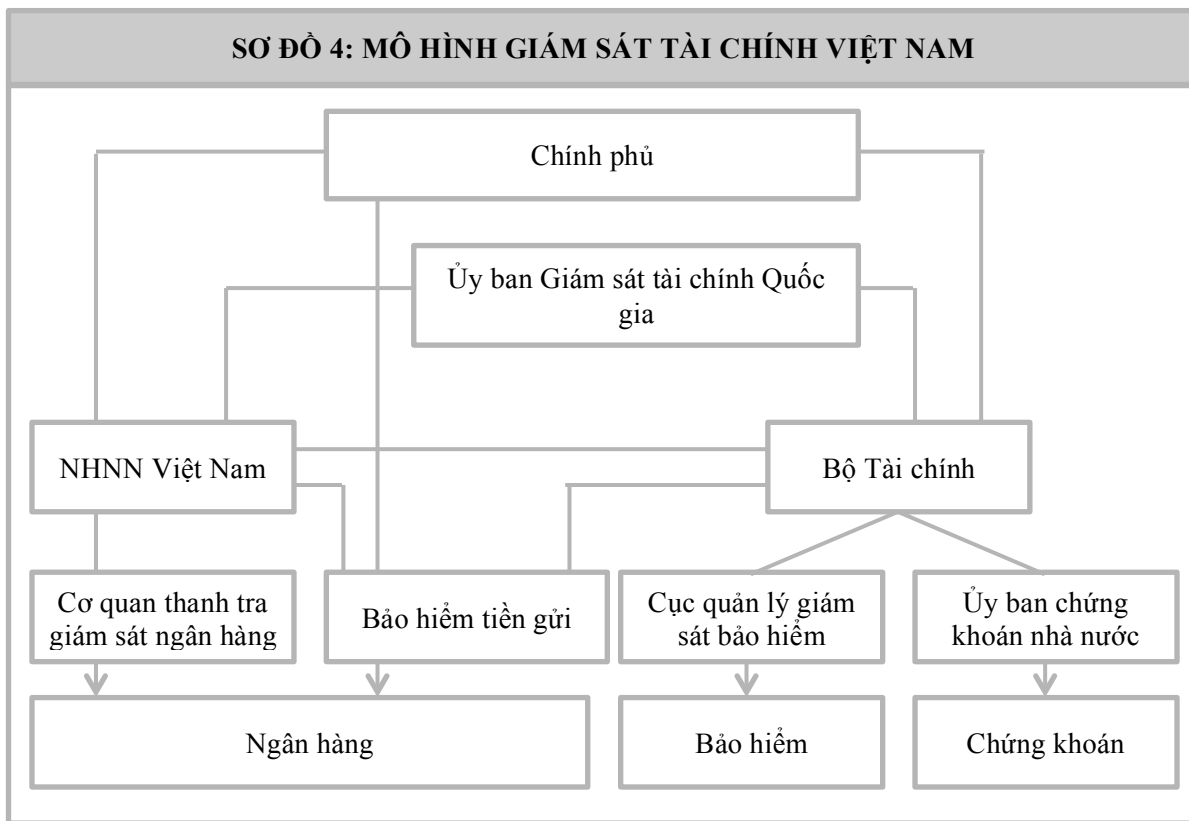 SƠ ĐỒ 4: MÔ HÌNH GIÁM SÁT TÀI CHÍNH VIỆT NAM
Chính phủ
Ủy ban Giám sát tài chính Quốc
gia
NHNN Việt Nam
Bộ Tài chính
Cơ quan thanh tra
giám sát ngân hàng
Bảo hiểm tiền gửi
Cục quản lý giám
sát bảo hiểm
Ủy ban chứng
khoán nhà nước
Ngân hàng
Bảo hiểm
Chứng khoán